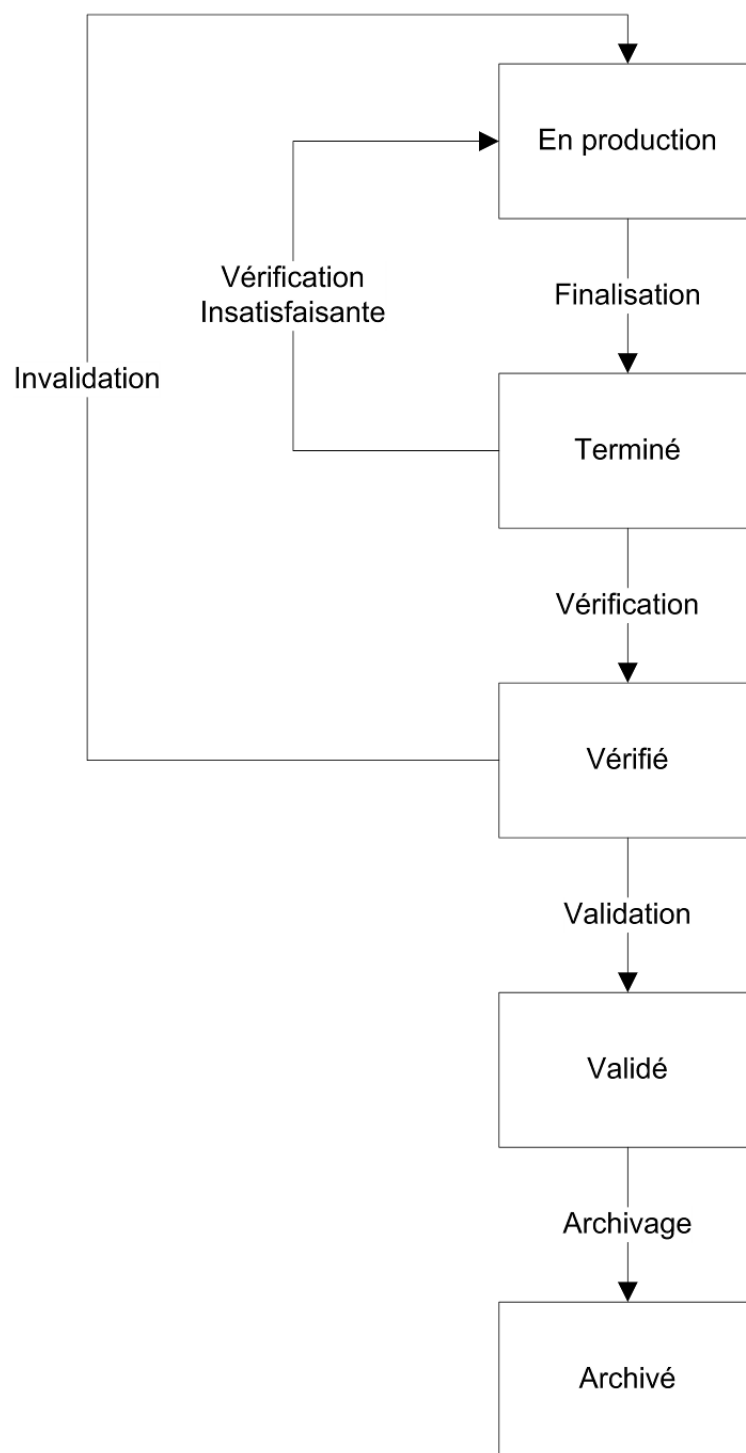 En production
Vérification
Insatisfaisante
Finalisation
Invalidation
Terminé
Vérification
Vérifié
Validation
Validé
Archivage
Archivé